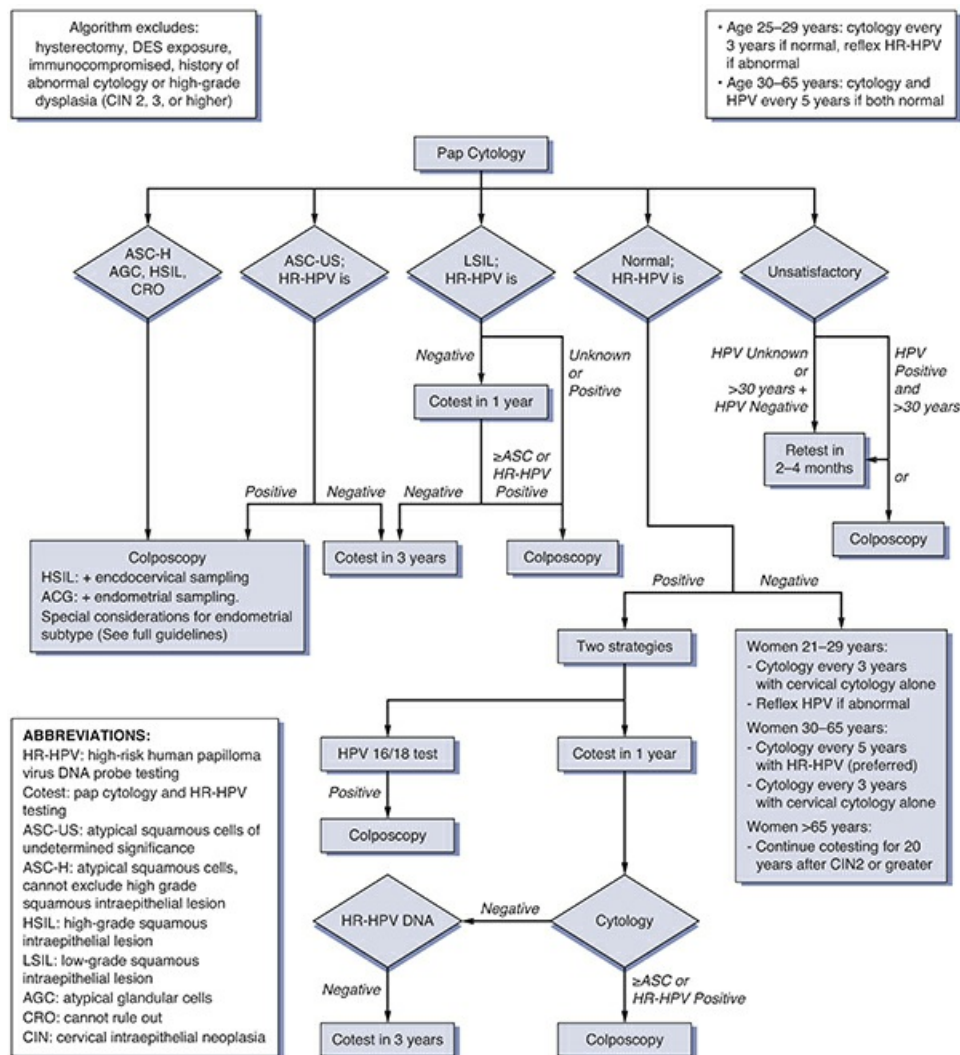 Algorithm excludes:
hysterectomy, DES exposure,
immunocompromised, history of
abnormal cytology or high-grade
dysplasia (CIN 2, 3, or higher)
• Age 25–29 years: cytology every
3 years if normal, reflex HR-HPV
if abnormal
• Age 30–65 years: cytology and
HPV every 5 years if both normal
Pap Cytology
ASC-H
AGC, HSIL,
CRO
ASC-US;
HR-HPV is
LSIL;
HR-HPV is
Normal;
HR-HPV is
Unsatisfactory
Negative
Unknown
or
Positive
HPV Unknown
or
>30 years +
HPV Negative
HPV
Positive
and
>30 years
Cotest in 1 year
Retest in
2–4 months
or
Colposcopy
Positive
Negative
Negative
≥ASC or
HR-HPV
Positive
Colposcopy
HSIL: + encdocervical sampling
ACG: + endometrial sampling.
Special considerations for endometrial
subtype (See full guidelines)
Cotest in 3 years
Colposcopy
Positive
Negative
Two strategies
Women 21–29 years:
- Cytology every 3 years
with cervical cytology alone
- Reflex HPV if abnormal
Women 30–65 years:
- Cytology every 5 years
with HR-HPV (preferred)
- Cytology every 3 years
with cervical cytology alone
Women >65 years:
- Continue cotesting for 20
years after CIN2 or greater
HPV 16/18 test
Cotest in 1 year
Positive
Colposcopy
HR-HPV DNA
Negative
Cytology
Negative
≥ASC or
HR-HPV Positive
Cotest in 3 years
Colposcopy
ABBREVIATIONS:
HR-HPV: high-risk human papilloma
virus DNA probe testing
Cotest: pap cytology and HR-HPV
testing
ASC-US: atypical squamous cells of
undetermined significance
ASC-H: atypical squamous cells,
cannot exclude high grade
squamous intraepithelial lesion
HSIL: high-grade squamous
intraepithelial lesion
LSIL: low-grade squamous
intraepithelial lesion
AGC: atypical glandular cells
CRO: cannot rule out
CIN: cervical intraepithelial neoplasia